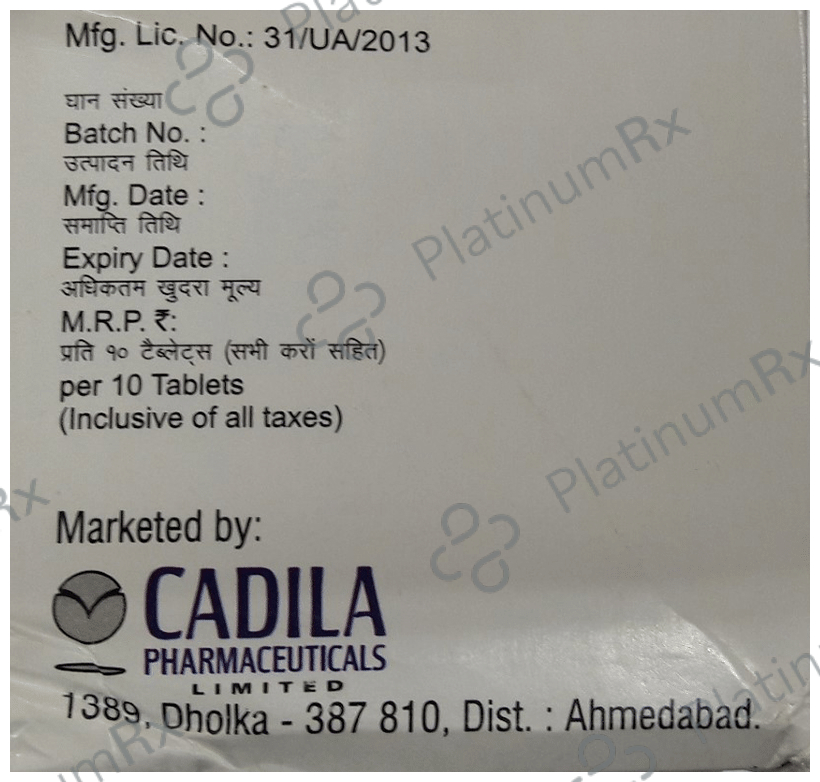 Mfg. Lic. No.: 31/UA/2013
घान संख्या
Batch No. :
उत्पादन तिथि
Mfg. Date :
समाप्ति तिथि
Expiry Date :
अधिकतम खुदरा मूल्य
M.R.P. ₹:
प्रति १० टैब्लेट्स (सभी करों सहित)
per 10 Tablets
(Inclusive of all taxes)
Marketed by:
CADILA
PHARMACEUTICALS
LIMITED
1389, Dholka - 387 810, Dist. : Ahmedabad.
PlatinumRx
PlatinumRx